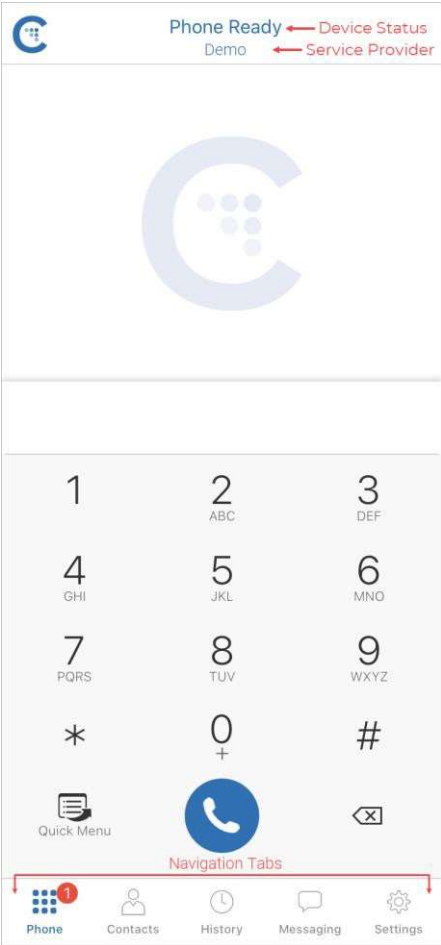 Phone Ready Device Status
Demo Service Provider
1 2 3
ABC DEF
4 5 6
GHI JKL MNO
7 8 9
PQRS TUV WXYZ
* 0 #
+
Quick Menu
Navigation Tabs
1
Phone Contacts History Messaging Settings